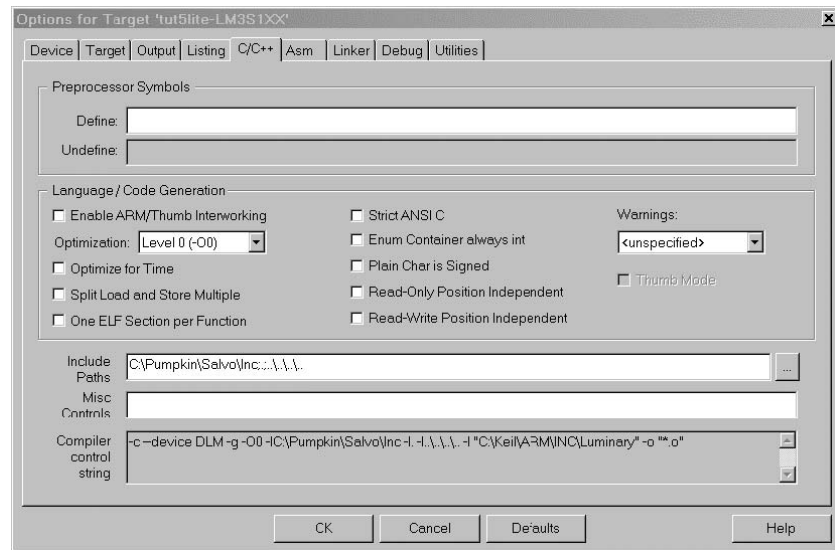 Options for Target 'tut5lite-LM3S1XX'
Device Target Output Listing C/C++ Asm Linker Debug Utilities
Preprocessor Symbols
Define:
Undefine:
Language / Code Generation
Enable ARM/Thumb Interworking Strict ANSI C Warnings:
Optimization: Level 0 (-O0) Enum Container always int <unspecified>
Optimize for Time Plain Char is Signed
Thumb Mode
Split Load and Store Multiple Read-Only Position Independent
One ELF Section per Function Read-Write Position Independent
Include C:\Pumpkin\Salvo\Inc;.;..\..\..\.. ...
Paths
Misc
Controls
Compiler -c --device DLM -g -O0 -IC:\Pumpkin\Salvo\Inc -I. -I..\..\..\.. -I "C:\Keil\ARM\INC\Luminary" -o "*.o"
control
string
OK Cancel Defaults Help